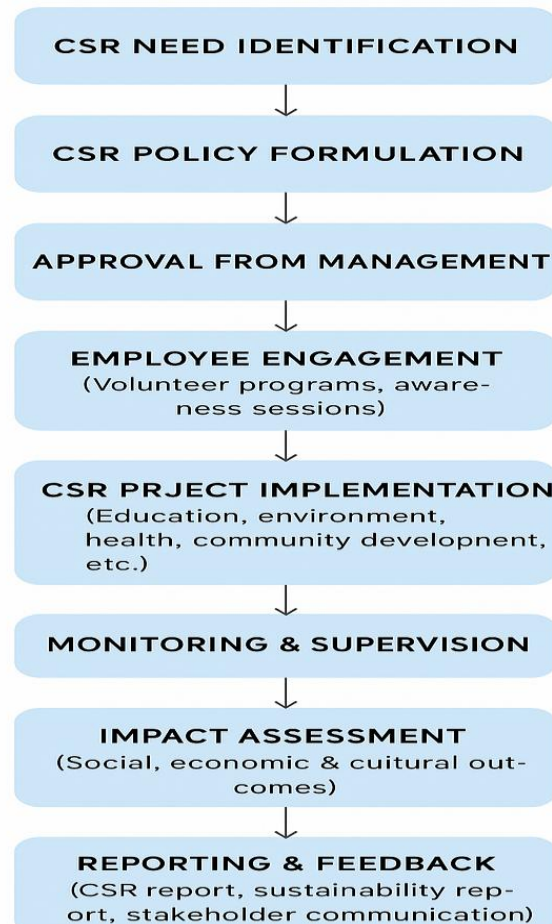 CSR NEED IDENTIFICATION
CSR POLICY FORMULATION
APPROVAL FROM MANAGEMENT
EMPLOYEE ENGAGEMENT
(Volunteer programs, aware-
ness sessions)
CSR PRJECT IMPLEMENTATION
(Education, environment,
health, community developnent,
etc.)
MONITORING & SUPERVISION
IMPACT ASSESSMENT
(Social, economic & cuitural out-
comes)
REPORTING & FEEDBACK
(CSR report, sustainability rep-
ort, stakeholder communication)